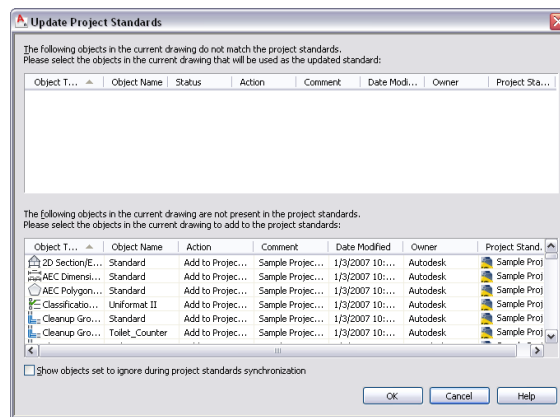 Update Project Standards
The following objects in the current drawing do not match the project standards.
Please select the objects in the current drawing that will be used as the updated standard:
Object T... Object Name Status Action Comment Date Modi... Owner Project Sta...
The following objects in the current drawing are not present in the project standards.
Please select the objects in the current drawing to add to the project standards:
Object T... Object Name Action Comment Date Modified Owner Project Stand.
2D Section/E... Standard Add to Projec... Sample Projec... 1/3/2007 10:... Autodesk Sample Proj
AEC Dimensi... Standard Add to Projec... Sample Projec... 1/3/2007 10:... Autodesk Sample Proj
AEC Polygon... Standard Add to Projec... Sample Projec... 1/3/2007 10:... Autodesk Sample Proj
Classificatio... Uniformat II Add to Projec... Sample Projec... 1/3/2007 10:... Autodesk Sample Proj
Cleanup Gro... Standard Add to Projec... Sample Projec... 1/3/2007 10:... Autodesk Sample Proj
Cleanup Gro... Toilet_Counter Add to Projec... Sample Projec... 1/3/2007 10:... Autodesk Sample Proj
Show objects set to ignore during project standards synchronization
OK Cancel Help